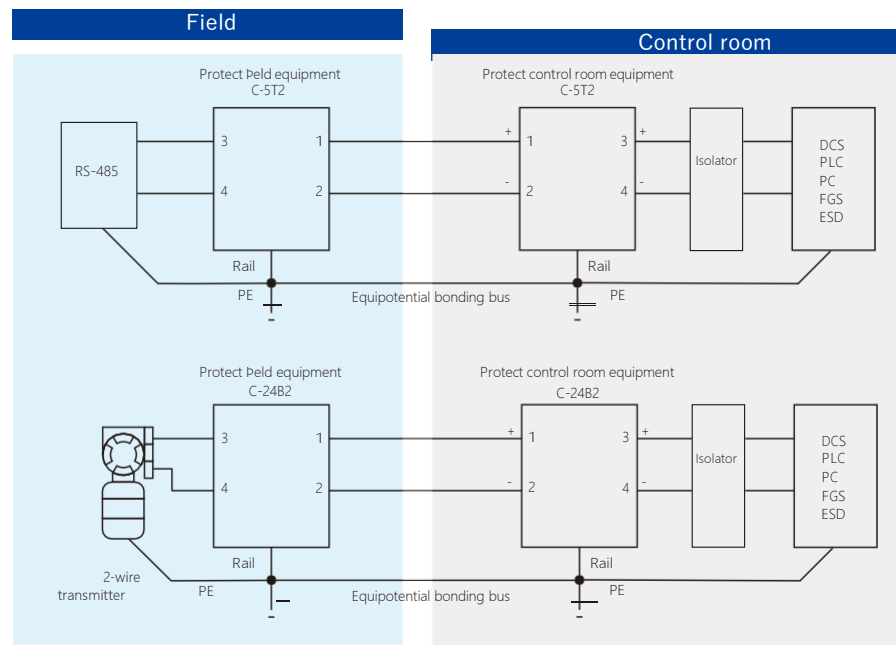 Field
Control room
Protect Þeld equipment
C-5T2
Protect control room equipment
C-5T2
RS-485
3
1
4
2
+
1
3
+
-
2
4
-
Isolator
DCS
PLC
PC
FGS
ESD
Rail
PE
Equipotential bonding bus
Rail
PE
Protect Þeld equipment
C-24B2
Protect control room equipment
C-24B2
3
1
4
2
+
1
3
+
-
2
4
-
Isolator
DCS
PLC
PC
FGS
ESD
2-wire
transmitter
Rail
PE
Equipotential bonding bus
Rail
PE